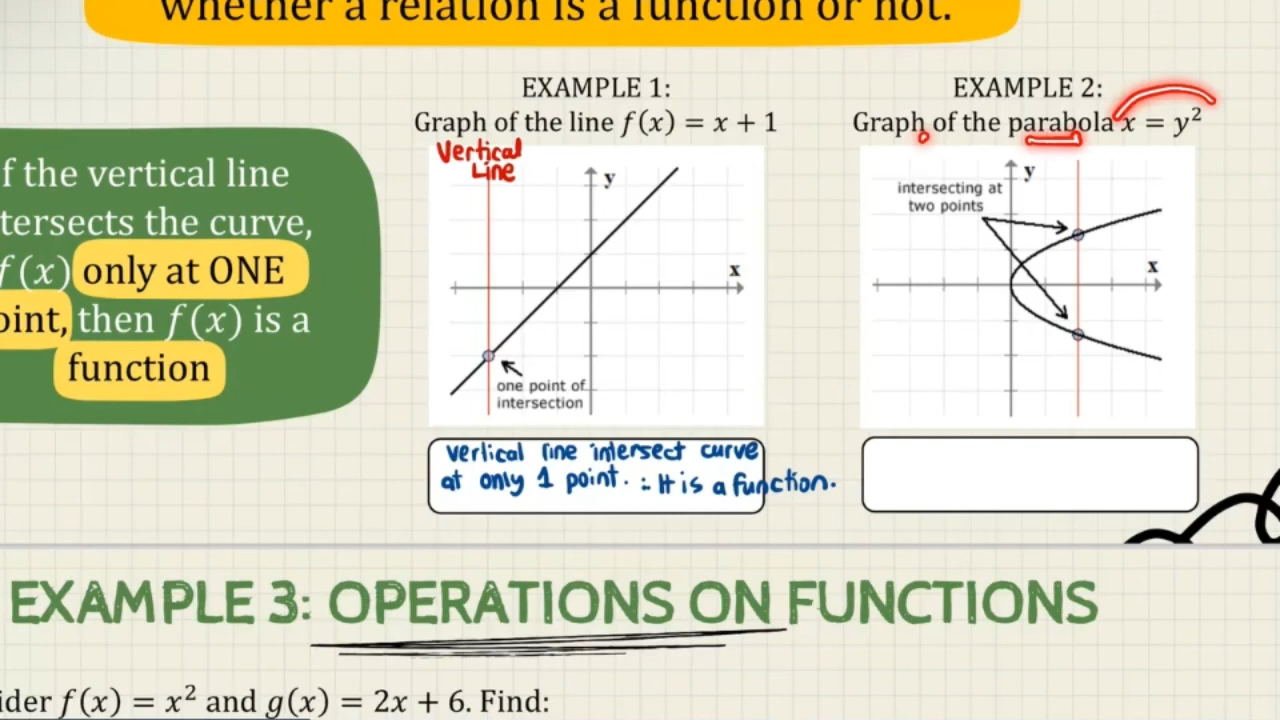 whether a relation is a function or not.
f the vertical line
tersects the curve,
f(x) only at ONE
oint, then f(x) is a
function
EXAMPLE 1:
Graph of the line f(x) = x + 1
Vertical
Line
y
x
one point of
intersection
vertical line intersect curve
at only 1 point. ∴ It is a function.
EXAMPLE 2:
Graph of the parabola x = y²
intersecting at
two points
y
x
EXAMPLE 3: OPERATIONS ON FUNCTIONS
ider f(x) = x² and g(x) = 2x + 6. Find: